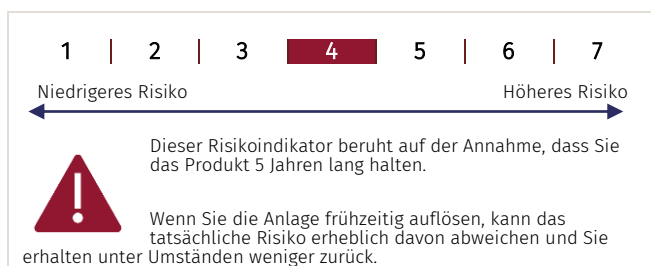 1 | 2 | 3 | 4 | 5 | 6 | 7
Niedrigeres Risiko Höheres Risiko
Dieser Risikoindikator beruht auf der Annahme, dass Sie
das Produkt 5 Jahren lang halten.
Wenn Sie die Anlage frühzeitig auflösen, kann das
tatsächliche Risiko erheblich davon abweichen und Sie
erhalten unter Umständen weniger zurück.